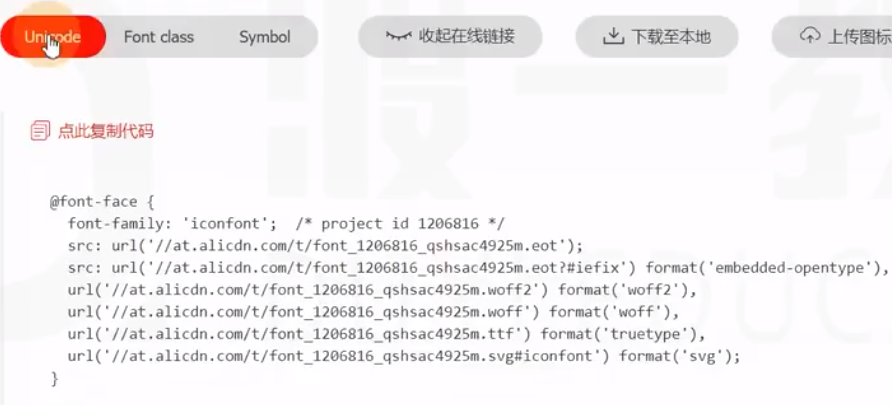 Unicode Font class Symbol 收起在线链接 下载至本地 上传图标
点此复制代码
@font-face {
  font-family: 'iconfont';  /* project id 1206816 */
  src: url('//at.alicdn.com/t/font_1206816_qshsac4925m.eot');
  src: url('//at.alicdn.com/t/font_1206816_qshsac4925m.eot?#iefix') format('embedded-opentype'),
  url('//at.alicdn.com/t/font_1206816_qshsac4925m.woff2') format('woff2'),
  url('//at.alicdn.com/t/font_1206816_qshsac4925m.woff') format('woff'),
  url('//at.alicdn.com/t/font_1206816_qshsac4925m.ttf') format('truetype'),
  url('//at.alicdn.com/t/font_1206816_qshsac4925m.svg#iconfont') format('svg');
}